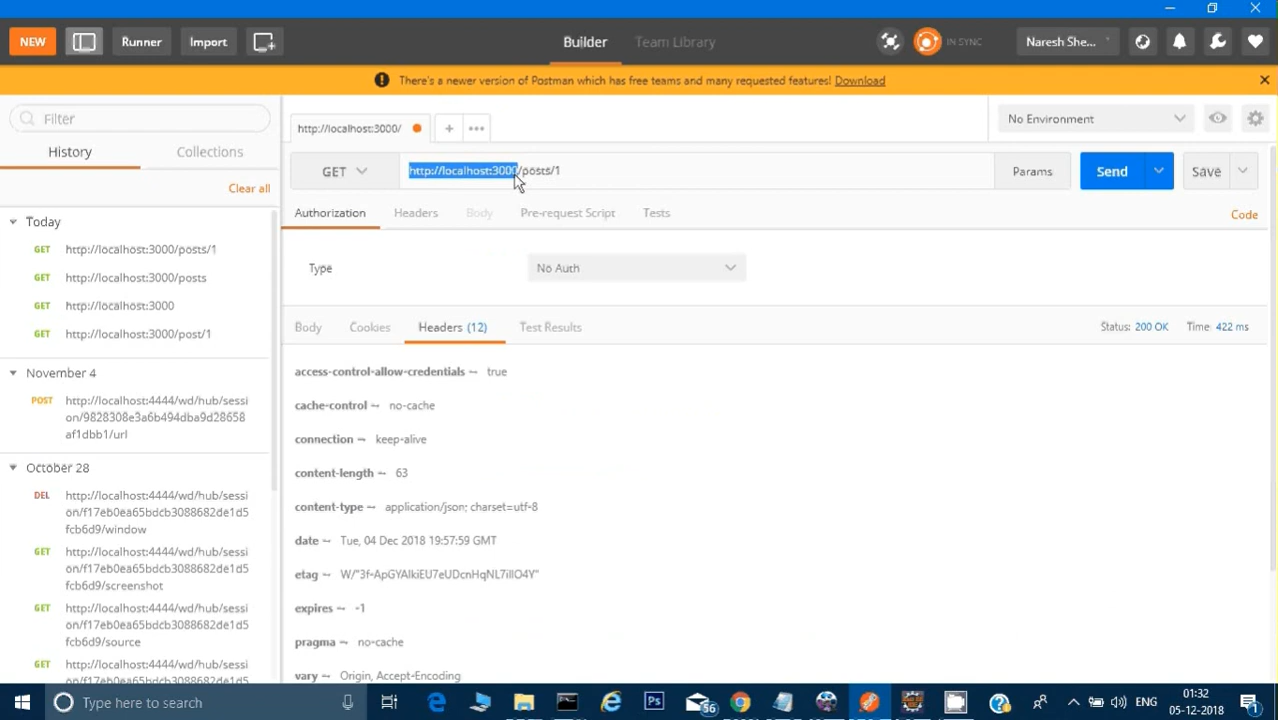 NEW
Runner
Import
Builder
Team Library
IN SYNC
Naresh She...
There's a newer version of Postman which has free teams and many requested features! Download
Filter
History
Collections
Clear all
Today
GET http://localhost:3000/posts/1
GET http://localhost:3000/posts
GET http://localhost:3000
GET http://localhost:3000/post/1
November 4
POST http://localhost:4444/wd/hub/sessi
on/9828308e3a6b494dba9d28658
af1dbb1/url
October 28
DEL http://localhost:4444/wd/hub/sessi
on/f17eb0ea65bdcb3088682de1d5
fcb6d9/window
GET http://localhost:4444/wd/hub/sessi
on/f17eb0ea65bdcb3088682de1d5
fcb6d9/screenshot
GET http://localhost:4444/wd/hub/sessi
on/f17eb0ea65bdcb3088682de1d5
fcb6d9/source
GET http://localhost:4444/wd/hub/sessi
http://localhost:3000/
No Environment
GET
http://localhost:3000/posts/1
Params
Send
Save
Authorization
Headers
Body
Pre-request Script
Tests
Code
Type
No Auth
Body
Cookies
Headers (12)
Test Results
Status: 200 OK
Time: 422 ms
access-control-allow-credentials → true
cache-control → no-cache
connection → keep-alive
content-length → 63
content-type → application/json; charset=utf-8
date → Tue, 04 Dec 2018 19:57:59 GMT
expires → -1
pragma → no-cache
vary → Origin, Accept-Encoding
Type here to search
Ps
86
ENG
01:32
05-12-2018
1